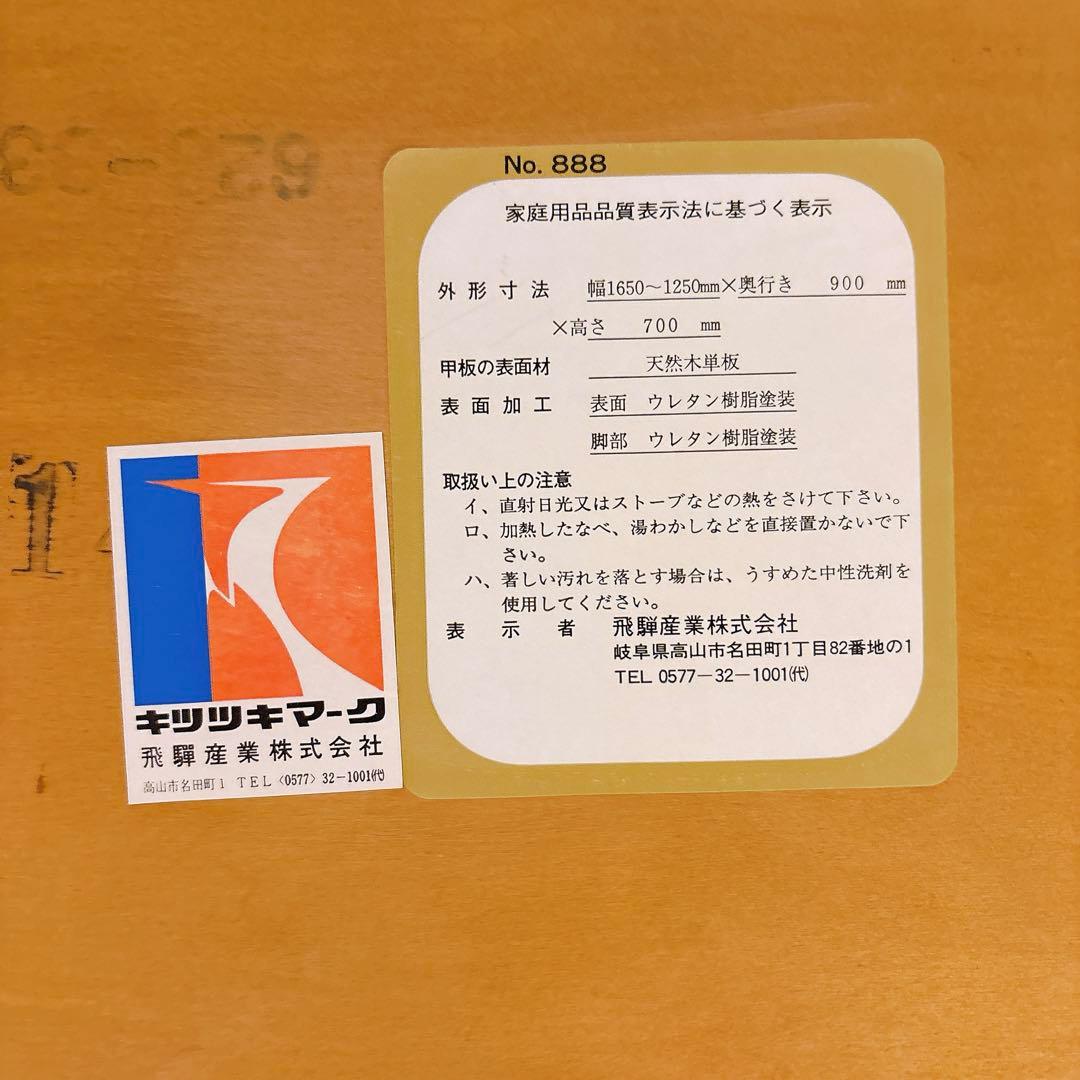 No. 888
家庭用品品質表示法に基づく表示
外形寸法 幅1650～1250mm×奥行き 900 mm
×高さ 700 mm
甲板の表面材 天然木単板
表面加工 表面 ウレタン樹脂塗装
脚部 ウレタン樹脂塗装
取扱い上の注意
イ、直射日光又はストーブなどの熱をさけて下さい。
ロ、加熱したなべ、湯わかしなどを直接置かないで下
さい。
ハ、著しい汚れを落とす場合は、うすめた中性洗剤を
使用してください。
表示者 飛驒産業株式会社
岐阜県高山市名田町1丁目82番地の1
TEL 0577－32－1001㈹
キツツキマーク
飛驒産業株式会社
高山市名田町1 TEL〈0577〉32－1001㈹